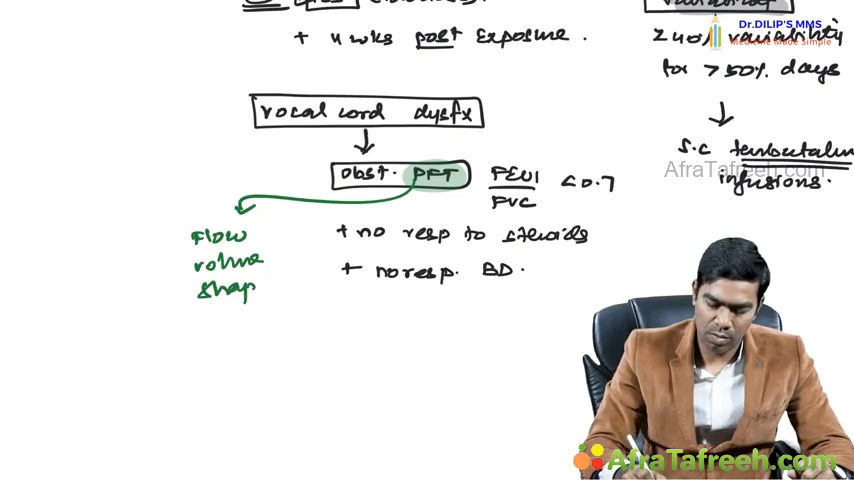 + 4 wks post exposure.
Dr.DILIP'S MMS
Medicine Made Simple
≥40% variability
for >50% days
vocal cord dysfx
S.C terbutalin
AfraTafreeh.com
infusions.
obst. PFT FEV1 / FVC <0.7
Flow
volume
shap
+ no resp to steroids
+ no resp. BD.
AfraTafreeh.com